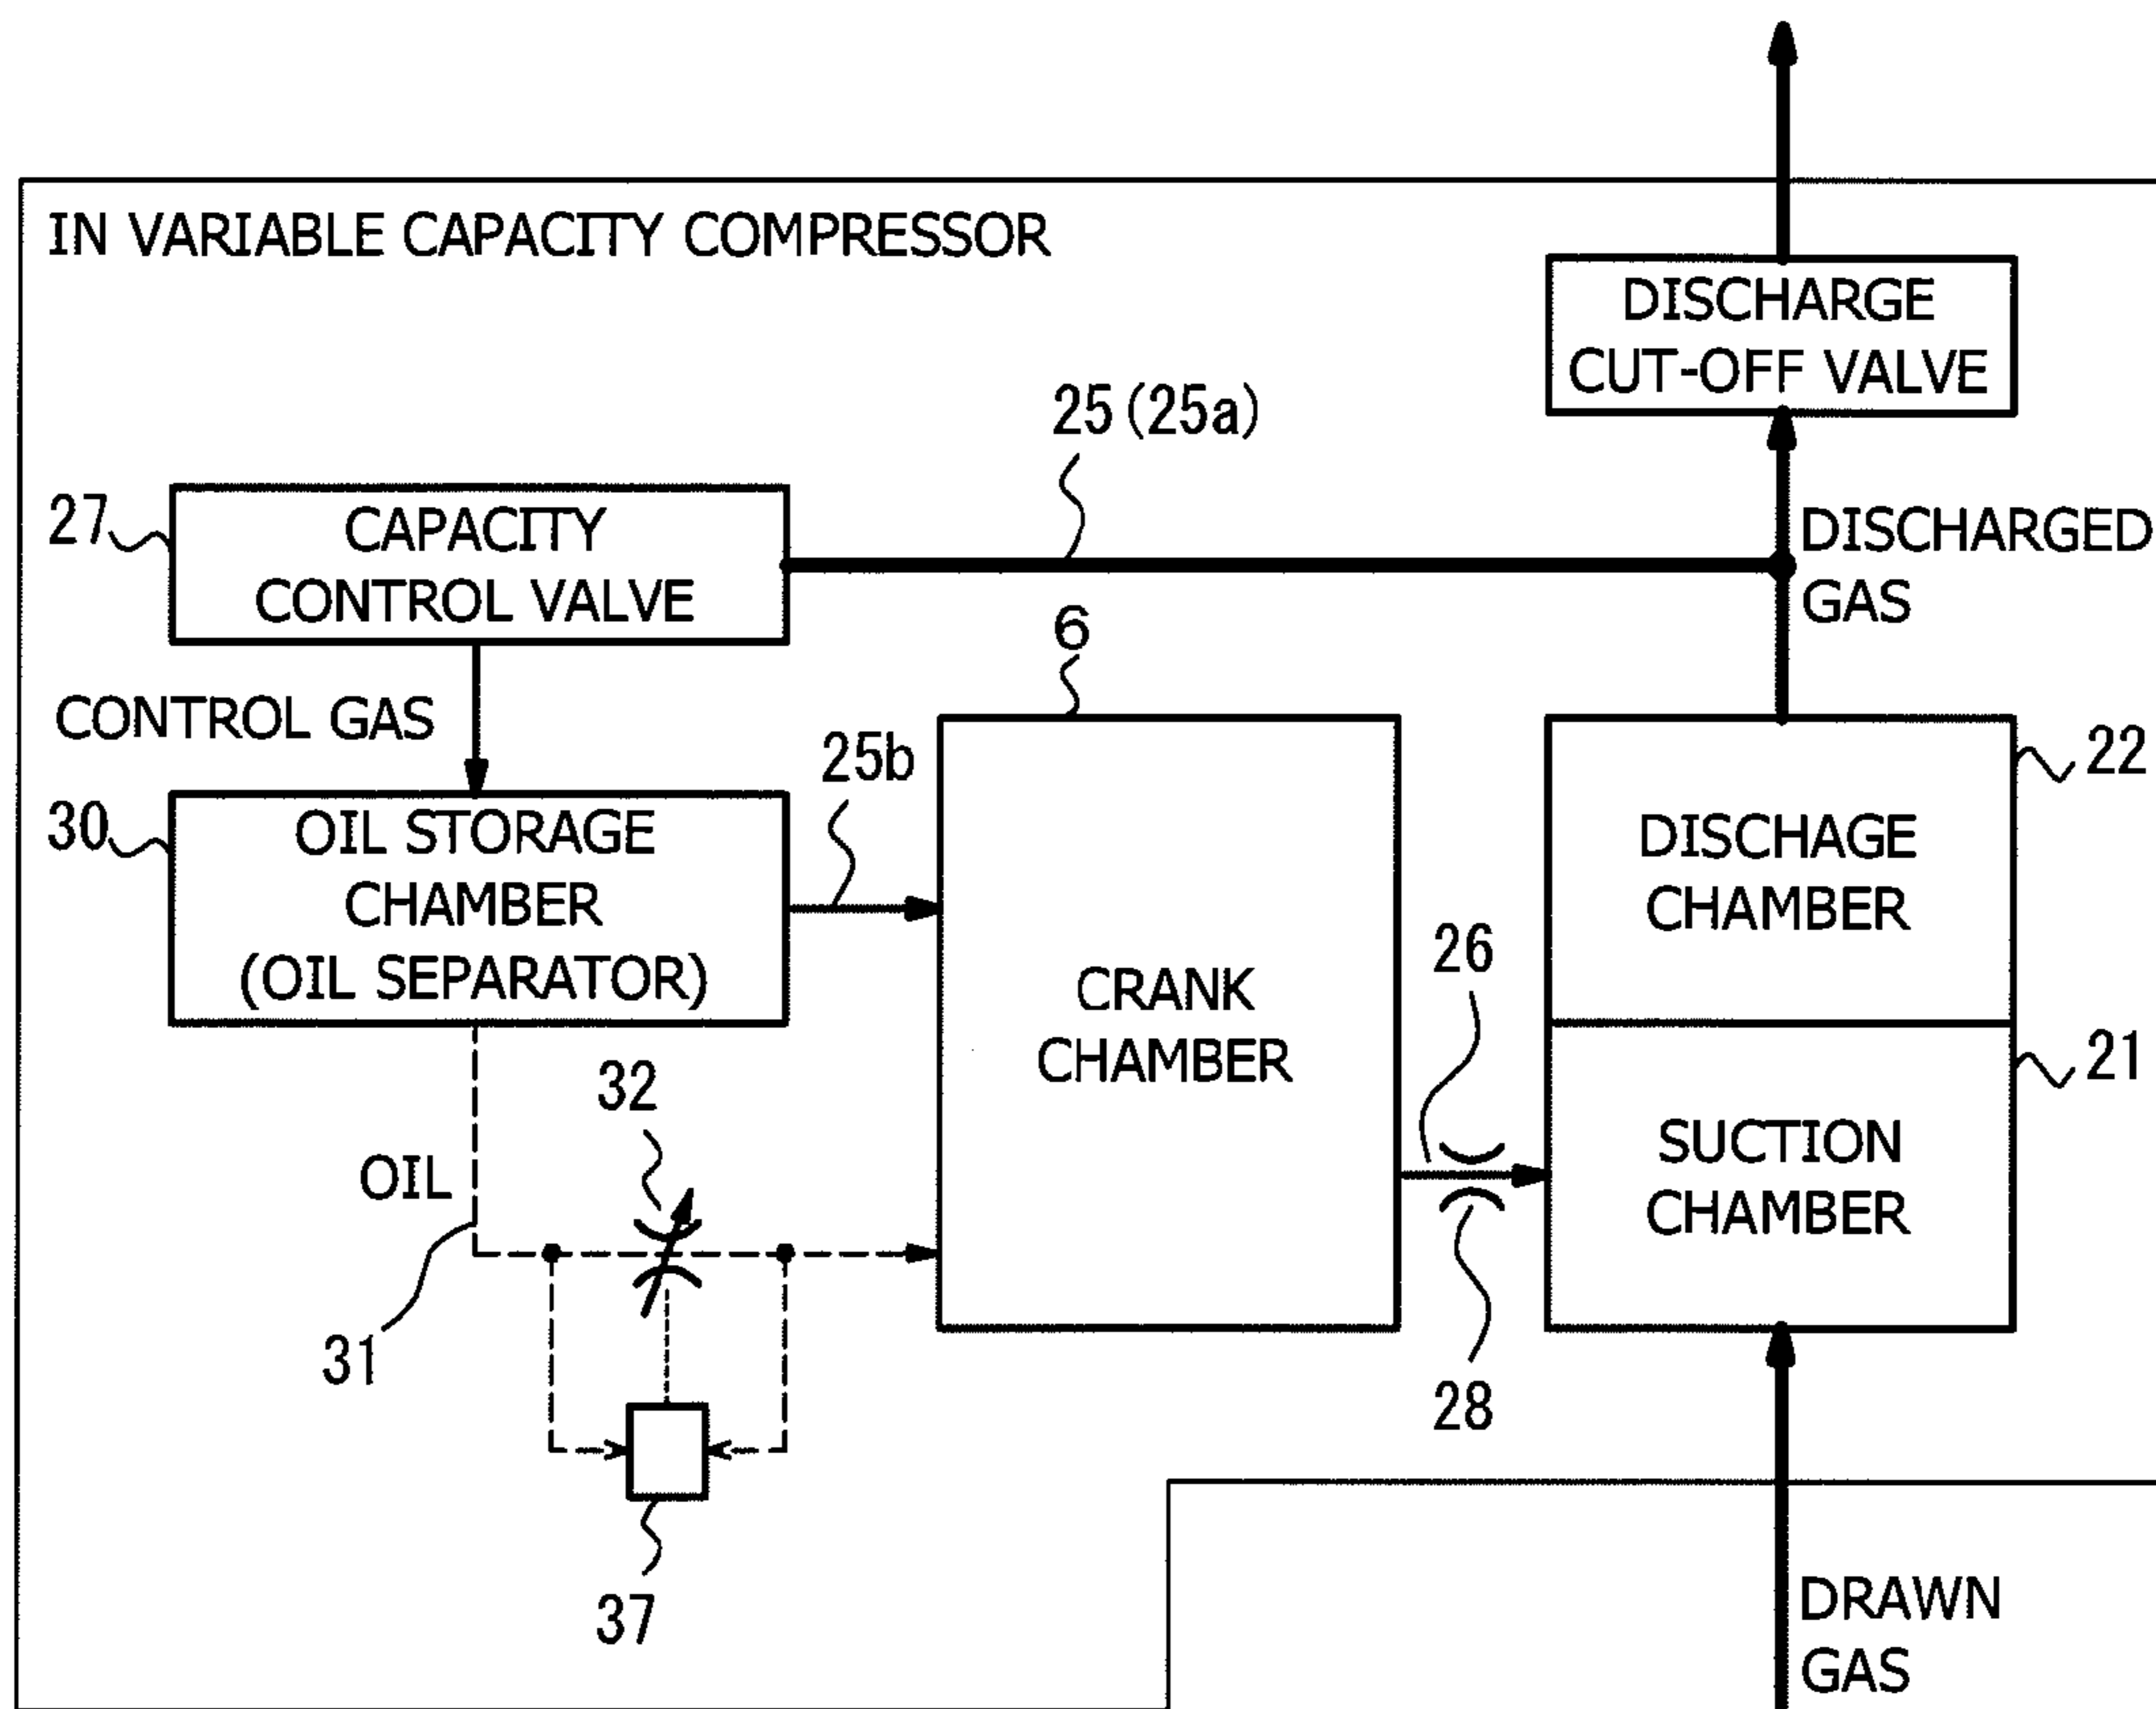 IN VARIABLE CAPACITY COMPRESSOR
DISCHARGE
CUT-OFF VALVE
25(25a)
27
CAPACITY
CONTROL VALVE
DISCHARGED
GAS
6
CONTROL GAS
25b
22
30
OIL STORAGE
CHAMBER
(OIL SEPARATOR)
DISCHAGE
CHAMBER
26
CRANK
CHAMBER
21
32
SUCTION
CHAMBER
OIL
31
28
37
DRAWN
GAS